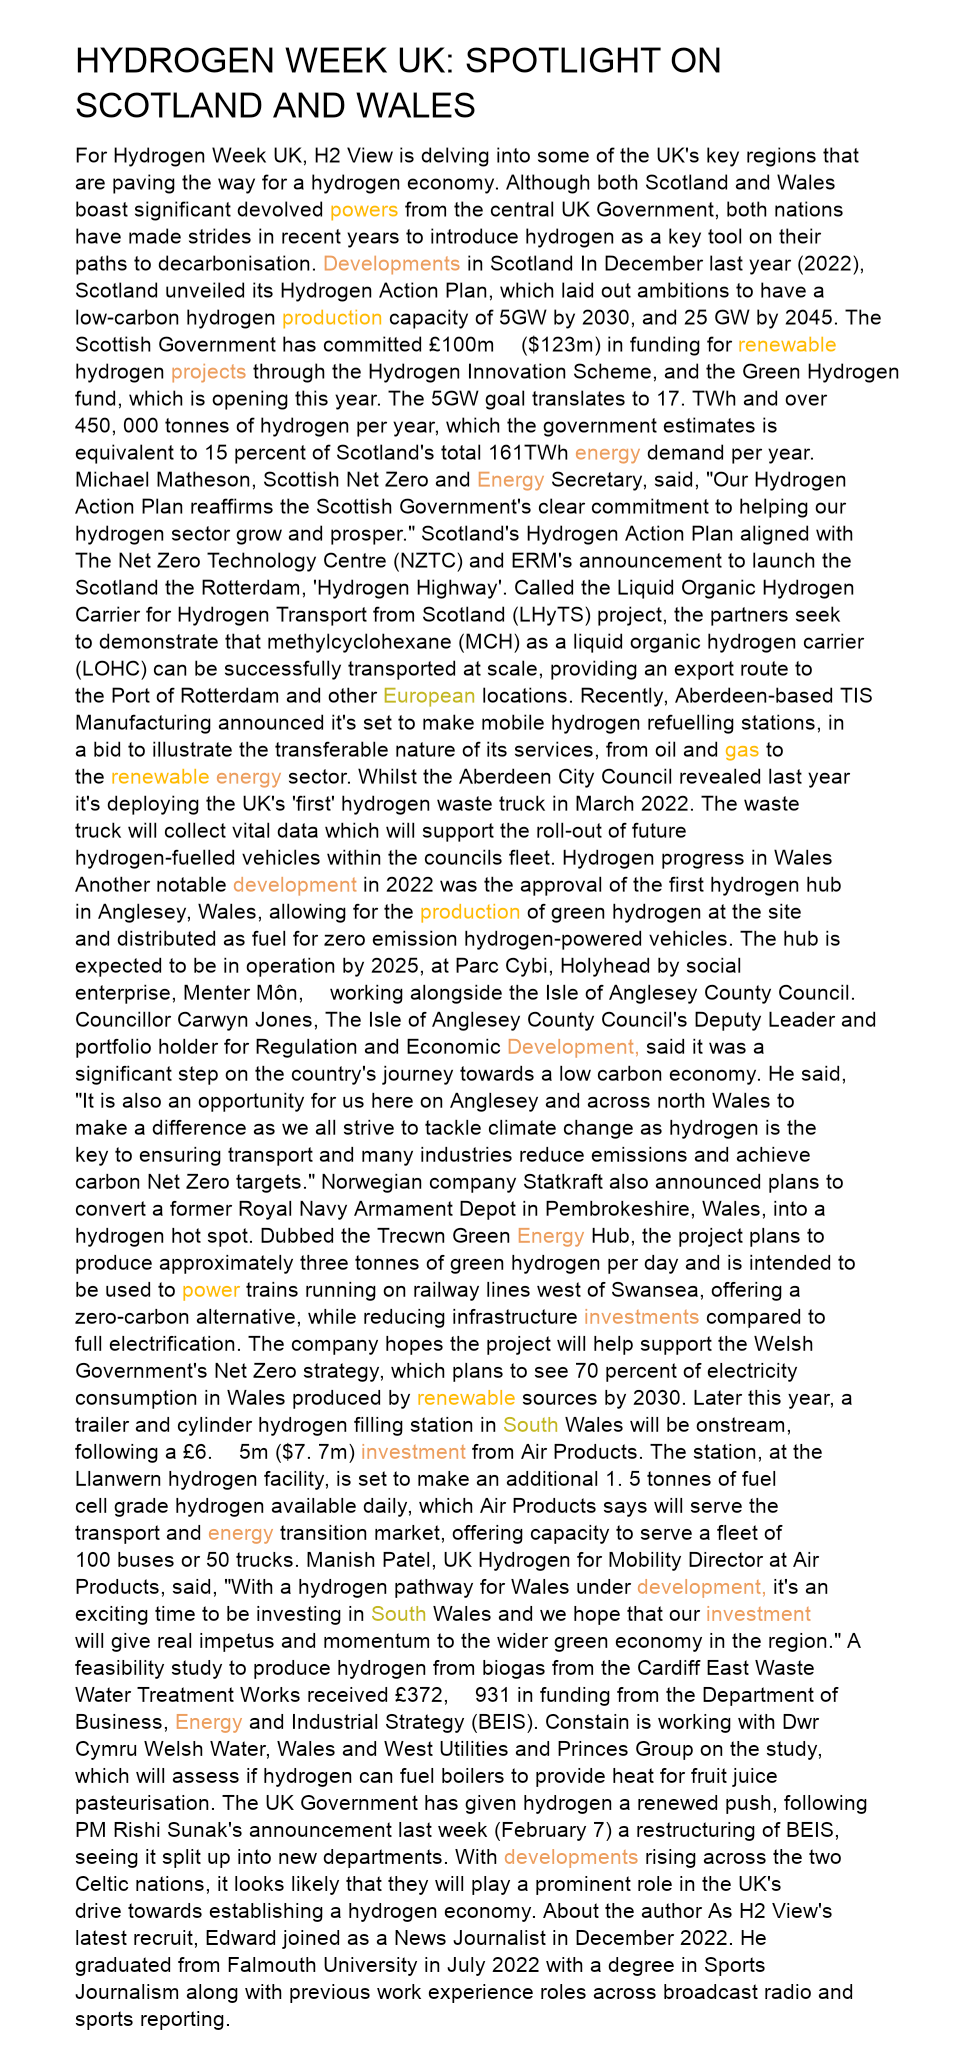 HYDROGEN WEEK UK: SPOTLIGHT ON
SCOTLAND AND WALES
For Hydrogen Week UK, H2 View is delving into some of the UK's key regions that
are paving the way for a hydrogen economy. Although both Scotland and Wales
boast significant devolved powers from the central UK Government, both nations
have made strides in recent years to introduce hydrogen as a key tool on their
paths to decarbonisation. Developments in Scotland In December last year (2022),
Scotland unveiled its Hydrogen Action Plan, which laid out ambitions to have a
low-carbon hydrogen production capacity of 5GW by 2030, and 25 GW by 2045. The
Scottish Government has committed £100m ($123m) in funding for renewable
hydrogen projects through the Hydrogen Innovation Scheme, and the Green Hydrogen
fund, which is opening this year. The 5GW goal translates to 17. TWh and over
450, 000 tonnes of hydrogen per year, which the government estimates is
equivalent to 15 percent of Scotland's total 161TWh energy demand per year.
Michael Matheson, Scottish Net Zero and Energy Secretary, said, "Our Hydrogen
Action Plan reaffirms the Scottish Government's clear commitment to helping our
hydrogen sector grow and prosper." Scotland's Hydrogen Action Plan aligned with
The Net Zero Technology Centre (NZTC) and ERM's announcement to launch the
Scotland the Rotterdam, 'Hydrogen Highway'. Called the Liquid Organic Hydrogen
Carrier for Hydrogen Transport from Scotland (LHyTS) project, the partners seek
to demonstrate that methylcyclohexane (MCH) as a liquid organic hydrogen carrier
(LOHC) can be successfully transported at scale, providing an export route to
the Port of Rotterdam and other European locations. Recently, Aberdeen-based TIS
Manufacturing announced it's set to make mobile hydrogen refuelling stations, in
a bid to illustrate the transferable nature of its services, from oil and gas to
the renewable energy sector. Whilst the Aberdeen City Council revealed last year
it's deploying the UK's 'first' hydrogen waste truck in March 2022. The waste
truck will collect vital data which will support the roll-out of future
hydrogen-fuelled vehicles within the councils fleet. Hydrogen progress in Wales
Another notable development in 2022 was the approval of the first hydrogen hub
in Anglesey, Wales, allowing for the production of green hydrogen at the site
and distributed as fuel for zero emission hydrogen-powered vehicles. The hub is
expected to be in operation by 2025, at Parc Cybi, Holyhead by social
enterprise, Menter Môn, working alongside the Isle of Anglesey County Council.
Councillor Carwyn Jones, The Isle of Anglesey County Council's Deputy Leader and
portfolio holder for Regulation and Economic Development, said it was a
significant step on the country's journey towards a low carbon economy. He said,
"It is also an opportunity for us here on Anglesey and across north Wales to
make a difference as we all strive to tackle climate change as hydrogen is the
key to ensuring transport and many industries reduce emissions and achieve
carbon Net Zero targets." Norwegian company Statkraft also announced plans to
convert a former Royal Navy Armament Depot in Pembrokeshire, Wales, into a
hydrogen hot spot. Dubbed the Trecwn Green Energy Hub, the project plans to
produce approximately three tonnes of green hydrogen per day and is intended to
be used to power trains running on railway lines west of Swansea, offering a
zero-carbon alternative, while reducing infrastructure investments compared to
full electrification. The company hopes the project will help support the Welsh
Government's Net Zero strategy, which plans to see 70 percent of electricity
consumption in Wales produced by renewable sources by 2030. Later this year, a
trailer and cylinder hydrogen filling station in South Wales will be onstream,
following a £6. 5m ($7. 7m) investment from Air Products. The station, at the
Llanwern hydrogen facility, is set to make an additional 1. 5 tonnes of fuel
cell grade hydrogen available daily, which Air Products says will serve the
transport and energy transition market, offering capacity to serve a fleet of
100 buses or 50 trucks. Manish Patel, UK Hydrogen for Mobility Director at Air
Products, said, "With a hydrogen pathway for Wales under development, it's an
exciting time to be investing in South Wales and we hope that our investment
will give real impetus and momentum to the wider green economy in the region." A
feasibility study to produce hydrogen from biogas from the Cardiff East Waste
Water Treatment Works received £372, 931 in funding from the Department of
Business, Energy and Industrial Strategy (BEIS). Constain is working with Dwr
Cymru Welsh Water, Wales and West Utilities and Princes Group on the study,
which will assess if hydrogen can fuel boilers to provide heat for fruit juice
pasteurisation. The UK Government has given hydrogen a renewed push, following
PM Rishi Sunak's announcement last week (February 7) a restructuring of BEIS,
seeing it split up into new departments. With developments rising across the two
Celtic nations, it looks likely that they will play a prominent role in the UK's
drive towards establishing a hydrogen economy. About the author As H2 View's
latest recruit, Edward joined as a News Journalist in December 2022. He
graduated from Falmouth University in July 2022 with a degree in Sports
Journalism along with previous work experience roles across broadcast radio and
sports reporting.